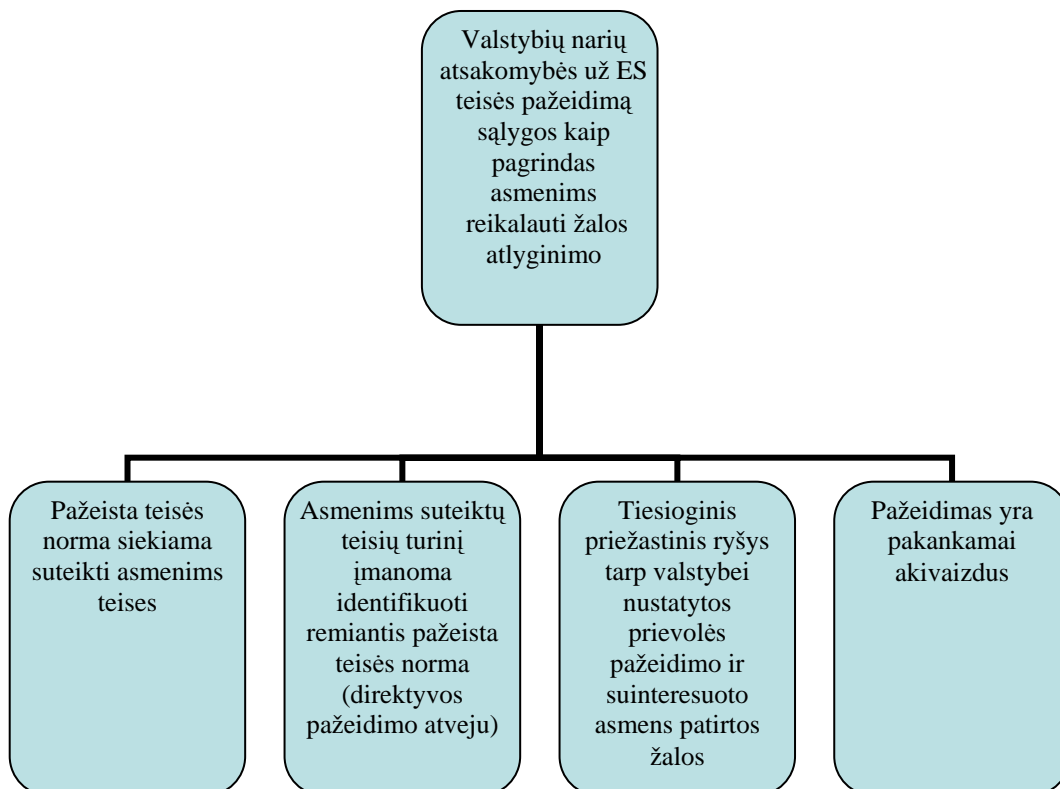 Valstybių narių
atsakomybės už ES
teisės pažeidimą
sąlygos kaip
pagrindas
asmenims
reikalauti žalos
atlyginimo
Pažeista teisės
norma siekiama
suteikti asmenims
teises
Asmenims suteiktų
teisių turinį
įmanoma
identifikuoti
remiantis pažeista
teisės norma
(direktyvos
pažeidimo atveju)
Tiesioginis
priežastinis ryšys
tarp valstybei
nustatytos
prievolės
pažeidimo ir
suinteresuoto
asmens patirtos
žalos
Pažeidimas yra
pakankamai
akivaizdus